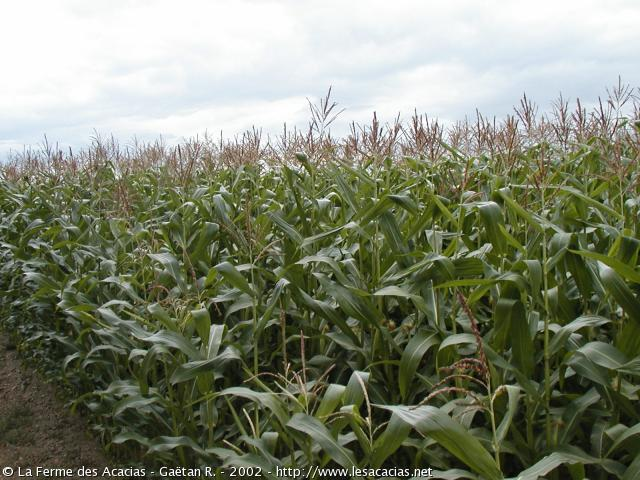 © La Ferme des Acacias - Gaëtan R. - 2002 - http://www.lesacacias.net